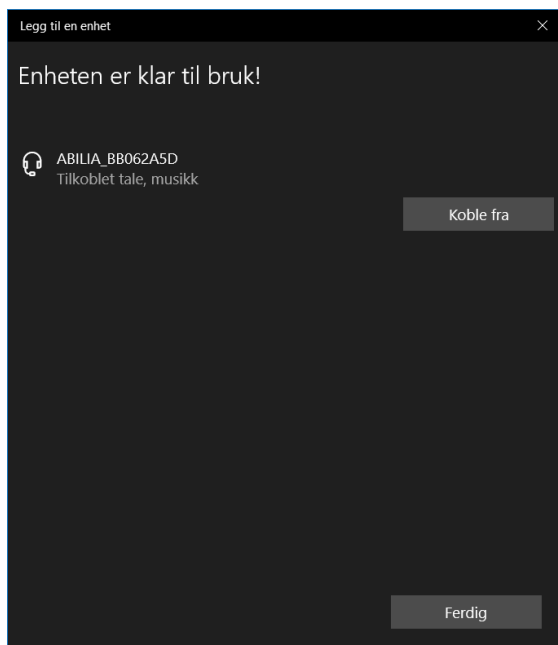 Legg til en enhet
Enheten er klar til bruk!
ABILIA_BB062A5D
Tilkoblet tale, musikk
Koble fra
Ferdig